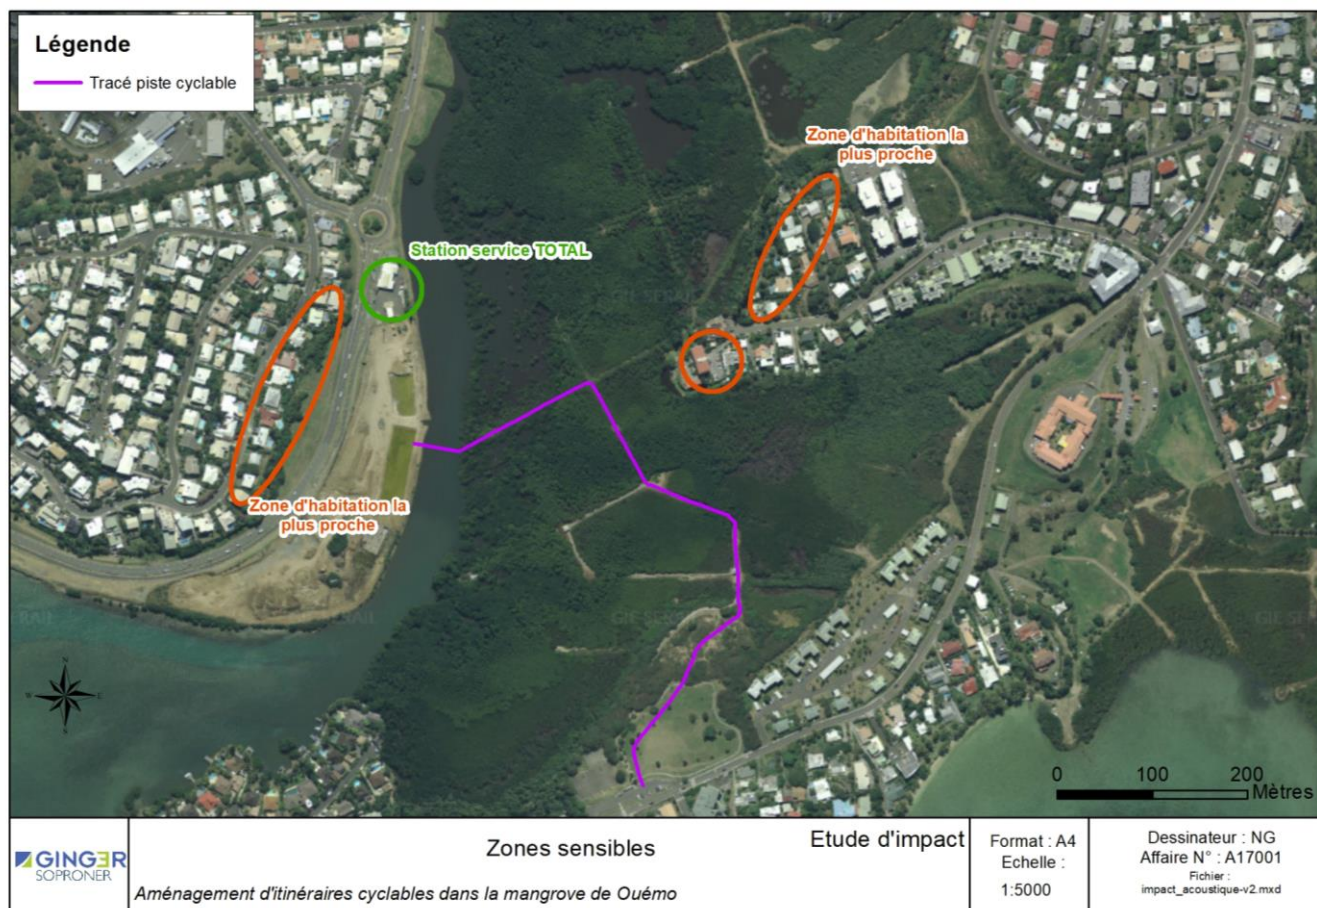 Légende
Tracé piste cyclable
Zone d'habitation la
plus proche
Station service TOTAL
GIE SERAIL
Zone d'habitation la
plus proche
N
W
E
S
0 100 200
Mètres
GINGER
SOPRONER
Zones sensibles
Etude d'impact
Aménagement d'itinéraires cyclables dans la mangrove de Ouémo
Format : A4
Echelle :
1:5000
Dessinateur : NG
Affaire N° : A17001
Fichier :
impact_acoustique-v2.mxd